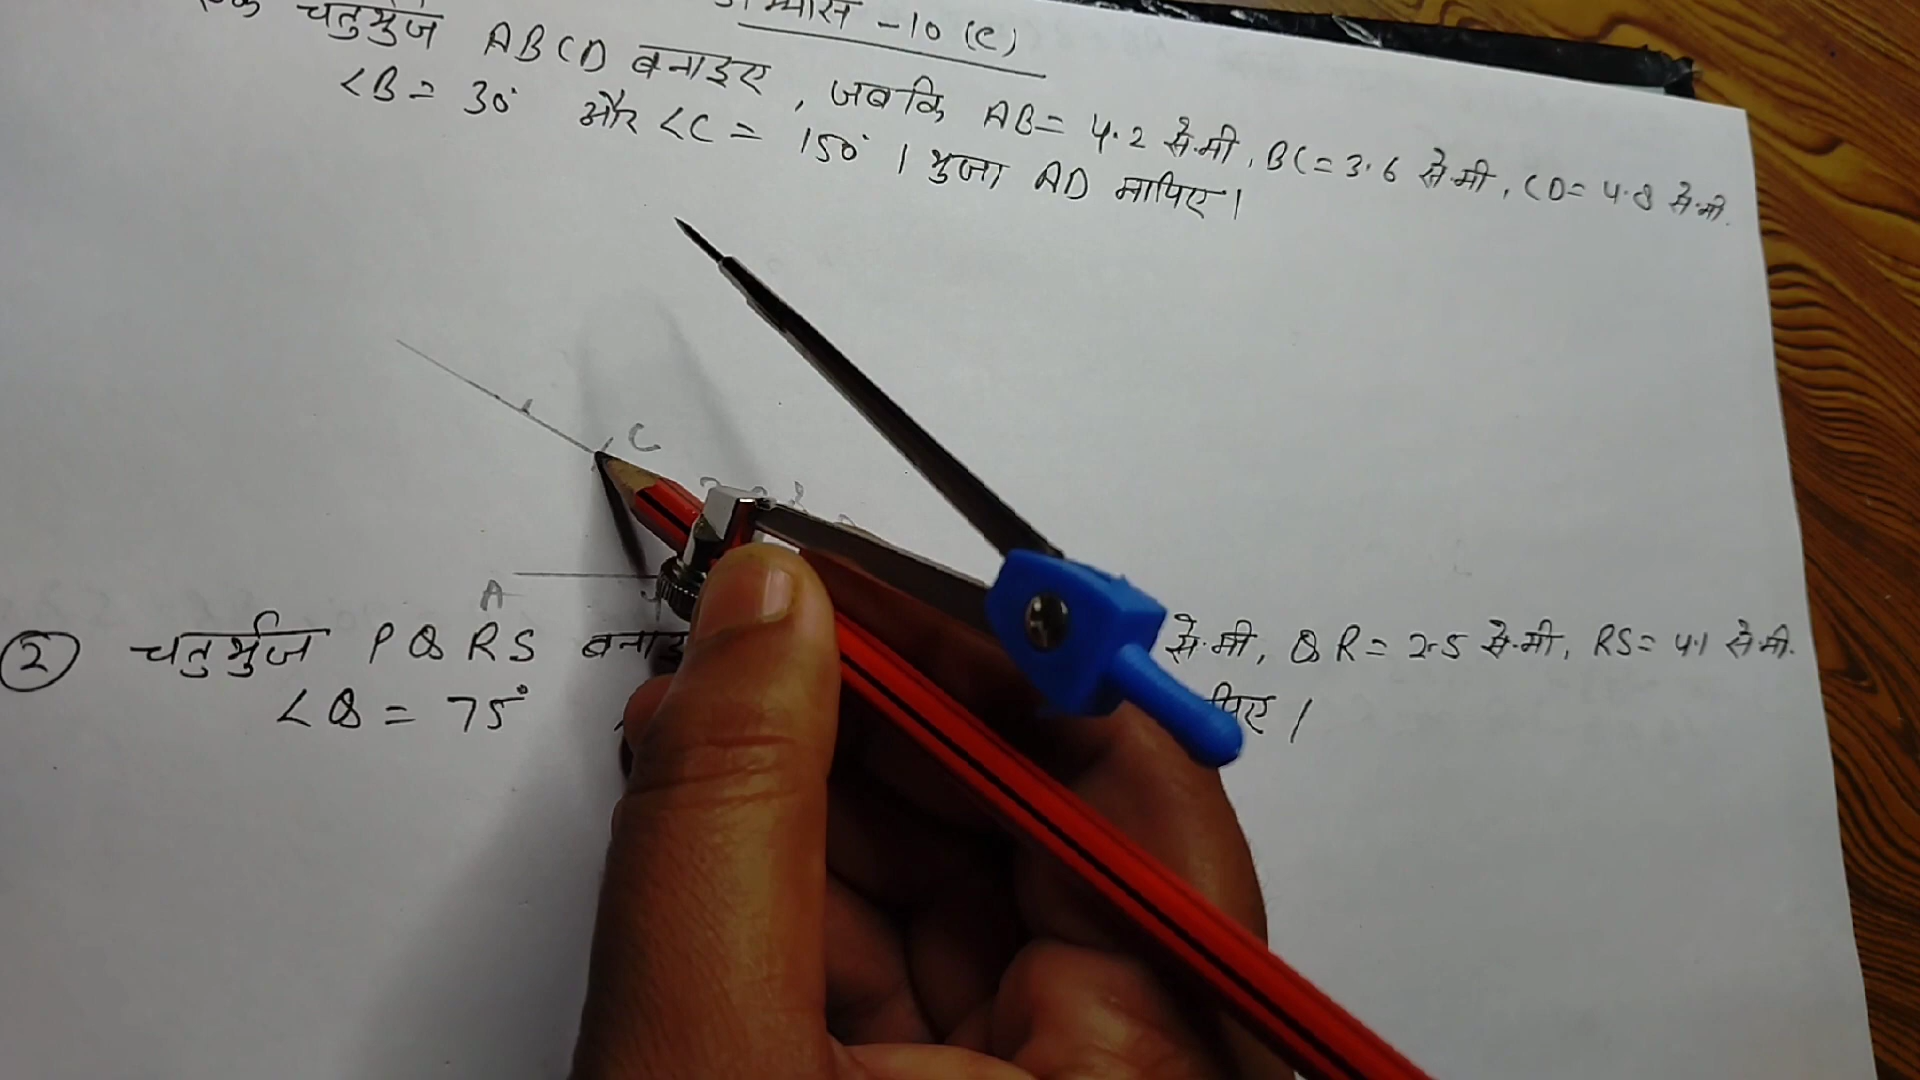 अभ्यास -10 (e)
एक चतुर्भुज ABCD बनाइए, जबकि AB= 4.2 से.मी, BC=3.6 से.मी, CD= 4.8 से.मी.
<B= 30° और <C= 150° । भुजा AD मापिए।
C
A
② चतुर्भुज PQRS से.मी, QR= 2.5 से.मी, RS= 4.1 से.मी.
<Q = 75° ।